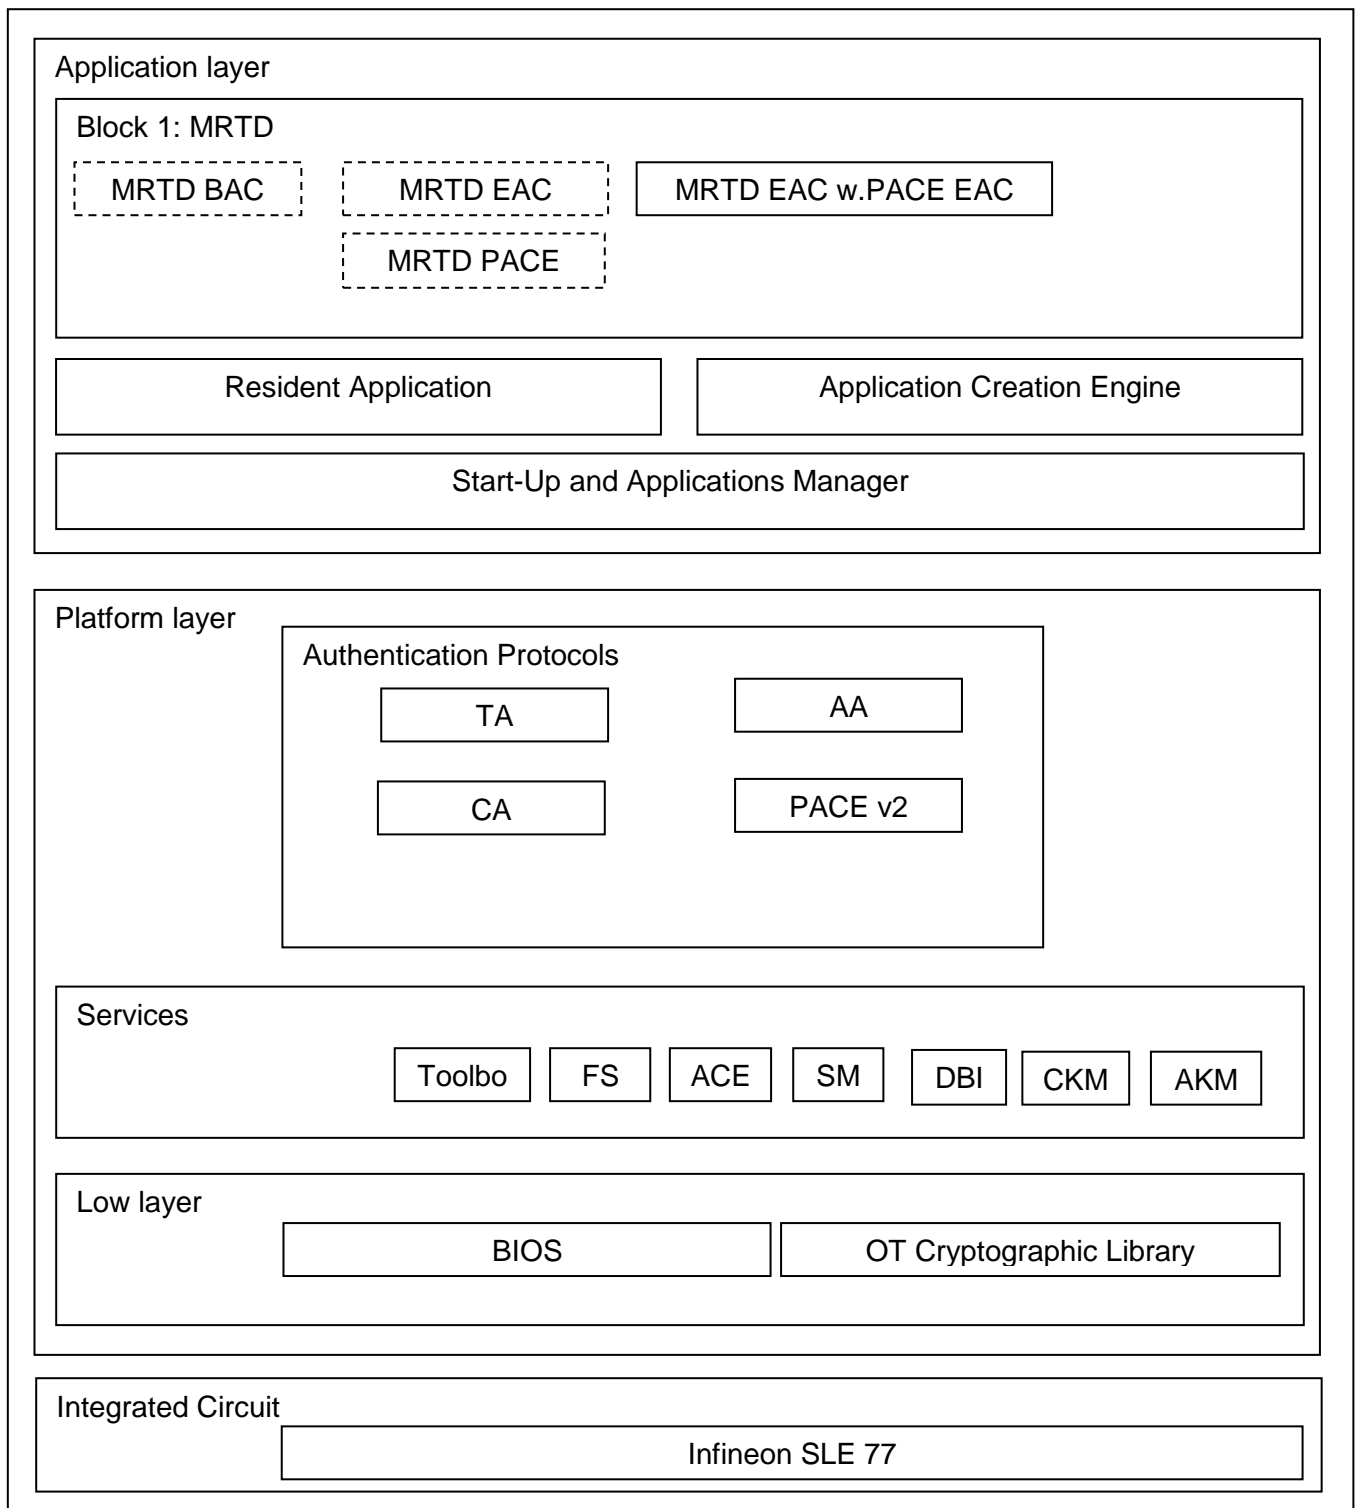 Application layer
Block 1: MRTD
MRTD BAC
MRTD EAC
MRTD EAC w.PACE EAC
MRTD PACE
Resident Application
Application Creation Engine
Start-Up and Applications Manager
Platform layer
Authentication Protocols
TA
AA
CA
PACE v2
Services
Toolbo
FS
ACE
SM
DBI
CKM
AKM
Low layer
BIOS
OT Cryptographic Library
Integrated Circuit
Infineon SLE 77